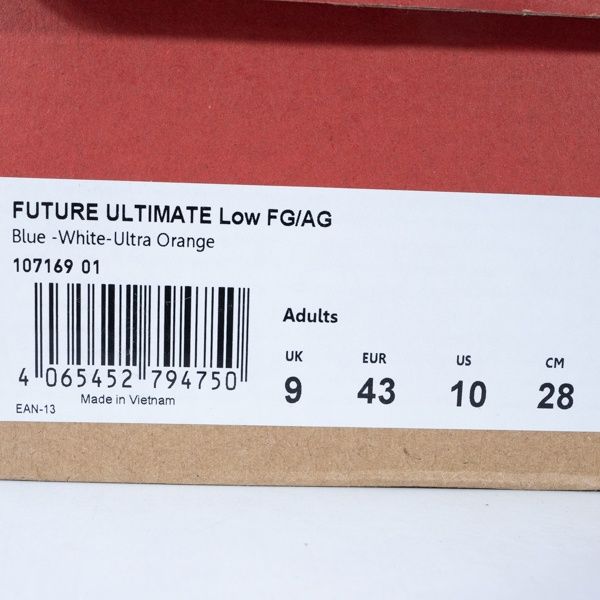 FUTURE ULTIMATE Low FG/AG
Blue -White-Ultra Orange
107169 01
4 065452 794750
Made in Vietnam
EAN-13
Adults
UK EUR US CM
9 43 10 28